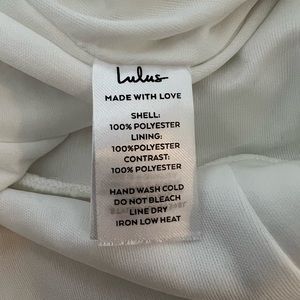 Lulus
MADE WITH LOVE
SHELL:
100% POLYESTER
LINING:
100%POLYESTER
CONTRAST:
100% POLYESTER
HAND WASH COLD
DO NOT BLEACH
LINE DRY
IRON LOW HEAT